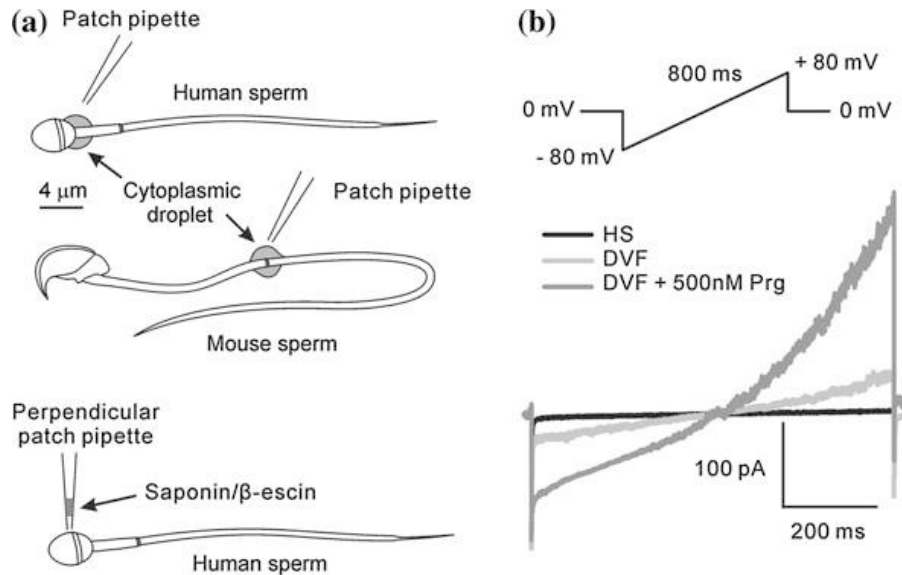 (a)
Patch pipette
Human sperm
4 μm
Cytoplasmic
droplet
Patch pipette
Mouse sperm
Perpendicular
patch pipette
Saponin/β-escin
Human sperm
(b)
800 ms
+ 80 mV
0 mV
0 mV
- 80 mV
HS
DVF
DVF + 500nM Prg
100 pA
200 ms